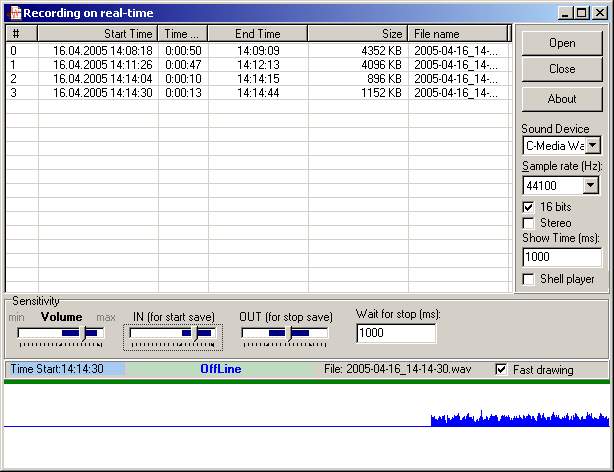 Recording on real-time
# Start Time Time ... End Time Size File name
0 16.04.2005 14:08:18 0:00:50 14:09:09 4352 KB 2005-04-16_14-...
1 16.04.2005 14:11:26 0:00:47 14:12:13 4096 KB 2005-04-16_14-...
2 16.04.2005 14:14:04 0:00:10 14:14:15 896 KB 2005-04-16_14-...
3 16.04.2005 14:14:30 0:00:13 14:14:44 1152 KB 2005-04-16_14-...
Open
Close
About
Sound Device
C-Media Wa
Sample rate (Hz):
44100
16 bits
Stereo
Show Time (ms):
1000
Shell player
Sensitivity
min Volume max
IN (for start save)
OUT (for stop save)
Wait for stop (ms):
1000
Time Start:14:14:30
OffLine
File: 2005-04-16_14-14-30.wav
Fast drawing